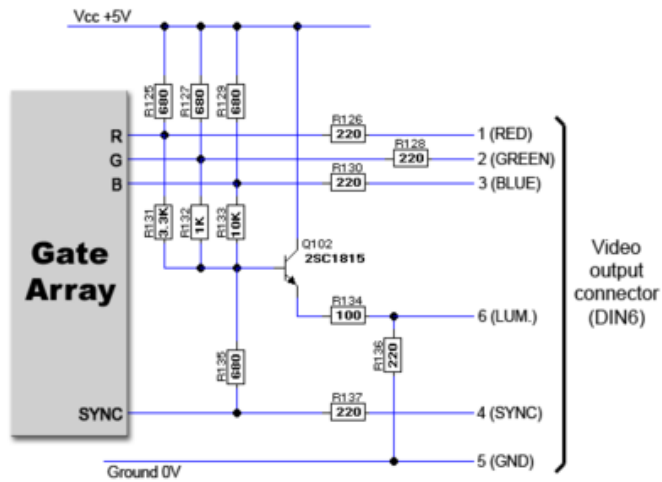 Vcc +5V
R125
680
R127
680
R129
680
R126
220
1 (RED)
R
R128
220
2 (GREEN)
G
R130
220
3 (BLUE)
B
R131
3.3K
R132
1K
R133
10K
Gate
Array
Q102
2SC1815
Video
output
connector
(DIN6)
R134
100
6 (LUM.)
R135
680
R136
220
R137
220
SYNC
4 (SYNC)
5 (GND)
Ground 0V